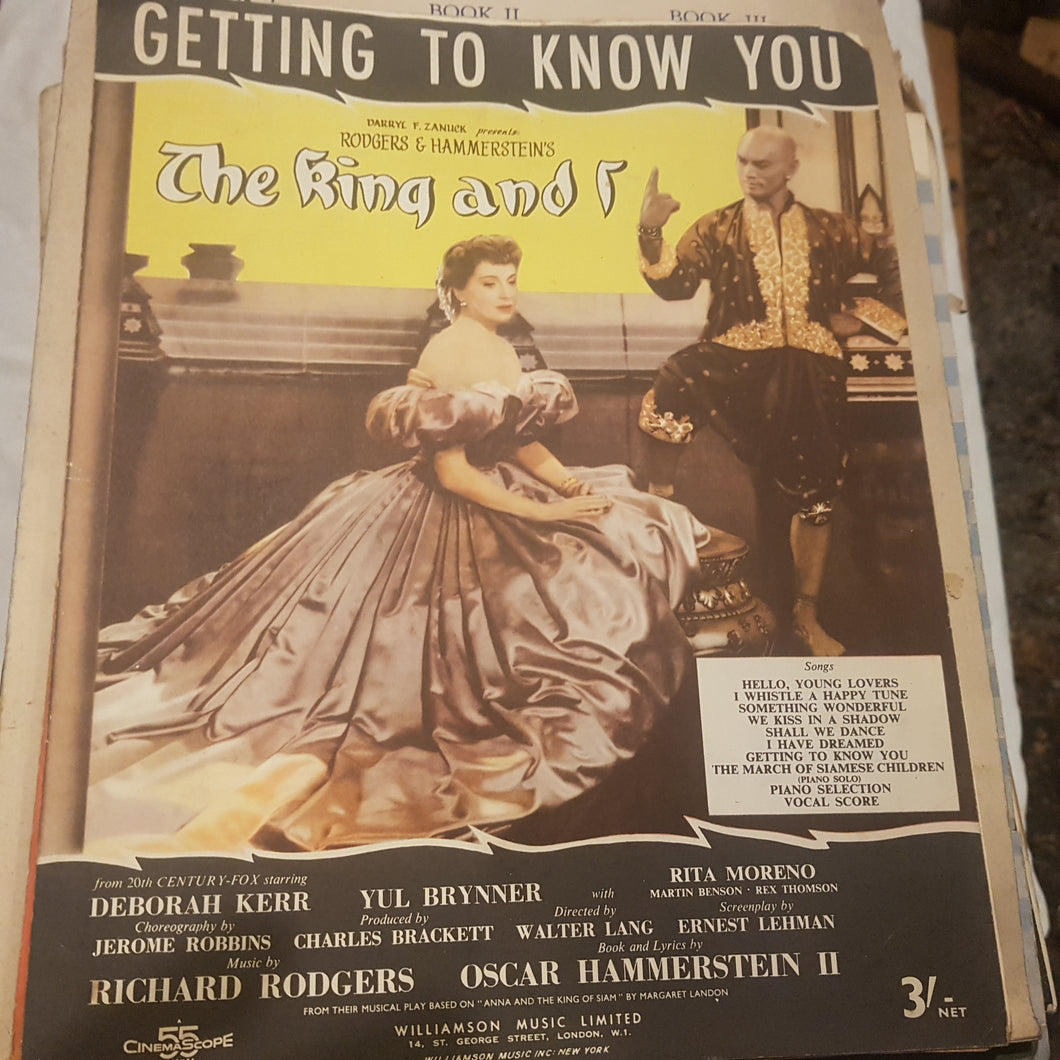 BOOK II
BOOK III
GETTING TO KNOW YOU
DARRYL F. ZANUCK presents
RODGERS & HAMMERSTEIN'S
The King and I
Songs
HELLO, YOUNG LOVERS
I WHISTLE A HAPPY TUNE
SOMETHING WONDERFUL
WE KISS IN A SHADOW
SHALL WE DANCE
I HAVE DREAMED
GETTING TO KNOW YOU
THE MARCH OF SIAMESE CHILDREN
(PIANO SOLO)
PIANO SELECTION
VOCAL SCORE
from 20th CENTURY-FOX starring
DEBORAH KERR YUL BRYNNER with RITA MORENO
MARTIN BENSON · REX THOMSON
Choreography by Produced by Directed by Screenplay by
JEROME ROBBINS CHARLES BRACKETT WALTER LANG ERNEST LEHMAN
Music by Book and Lyrics by
RICHARD RODGERS OSCAR HAMMERSTEIN II
FROM THEIR MUSICAL PLAY BASED ON "ANNA AND THE KING OF SIAM" BY MARGARET LANDON
3/- NET
A
CINEMASCOPE
55
WILLIAMSON MUSIC LIMITED
14, ST. GEORGE STREET, LONDON, W.1.
WILLIAMSON MUSIC INC: NEW YORK